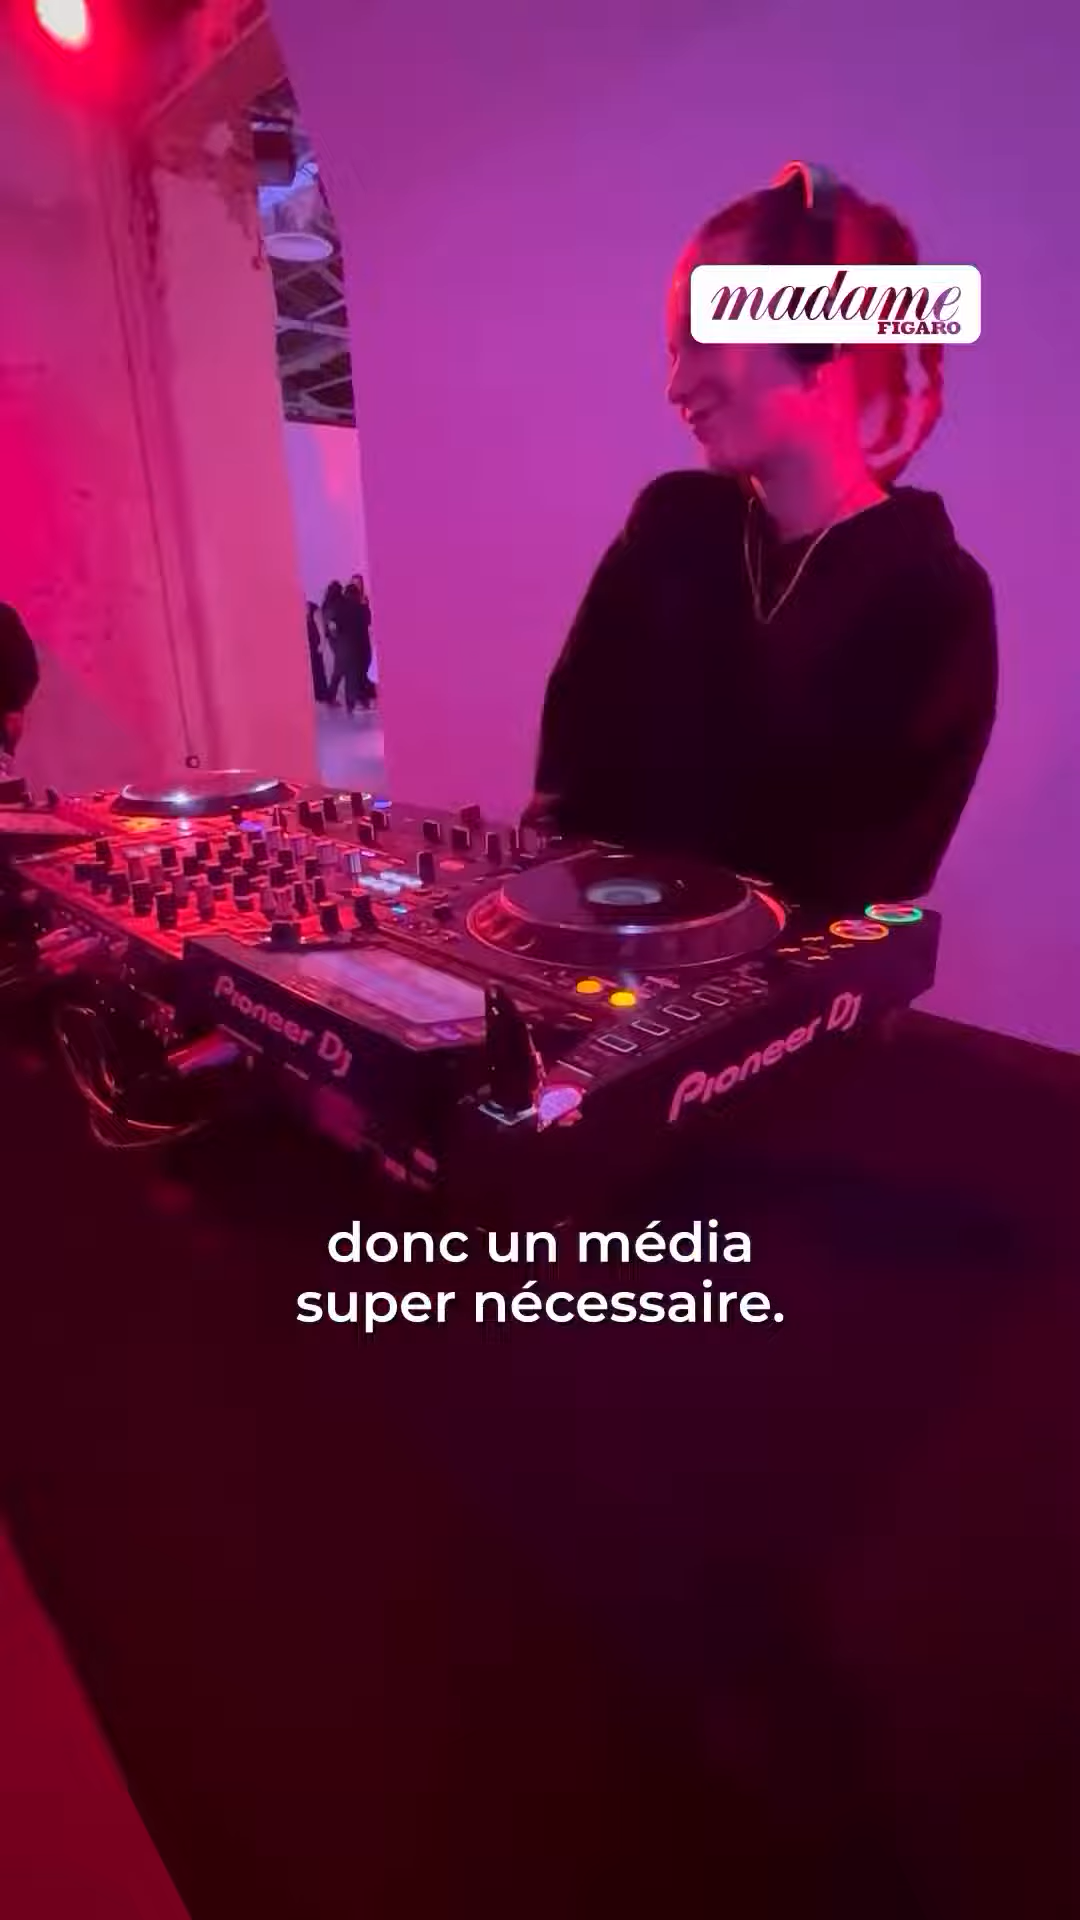 madame
FIGARO
Pioneer Dj
Pioneer Dj
donc un média
super nécessaire.